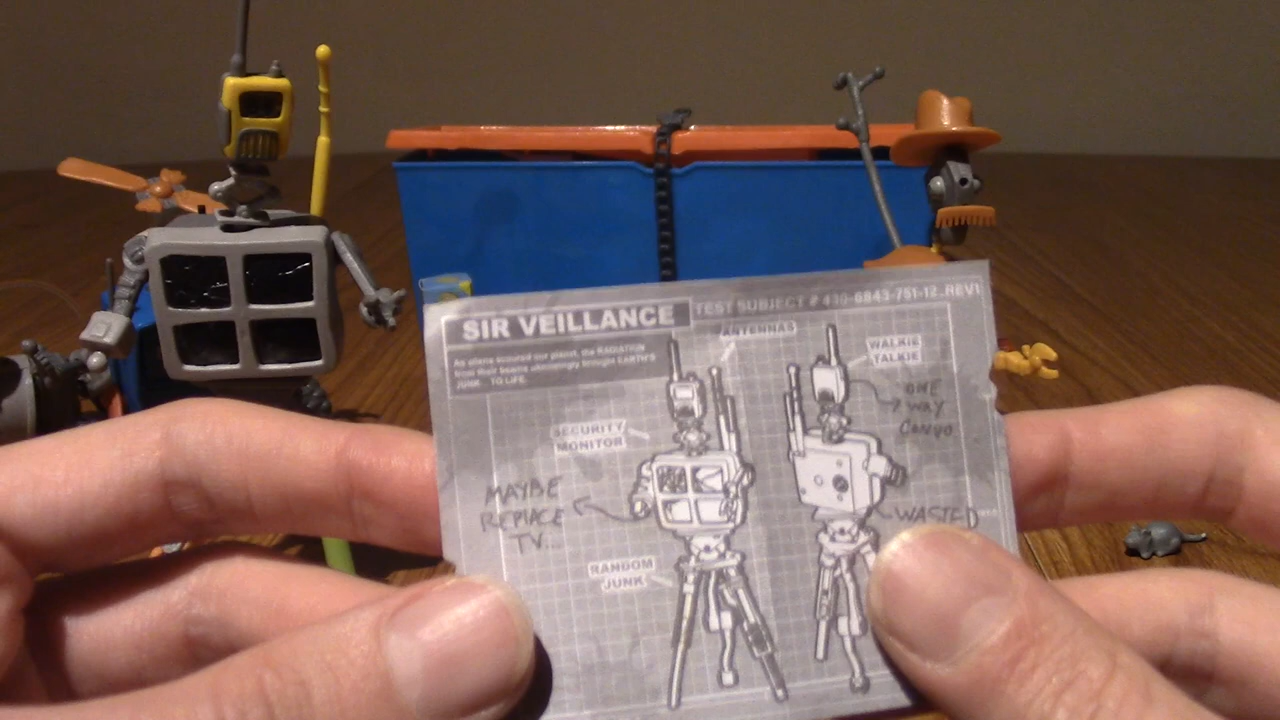 SIR VEILLANCE
TEST SUBJECT # 430-6843-751-12_REV1
As aliens scoured our planet, the RADIATION
from their beams unknowingly brought EARTH'S
JUNK... TO LIFE.
ANTENNAS
WALKIE
TALKIE
ONE
WAY
CONVO
SECURITY
MONITOR
MAYBE
REPLACE
TV...
WASTED
RANDOM
JUNK